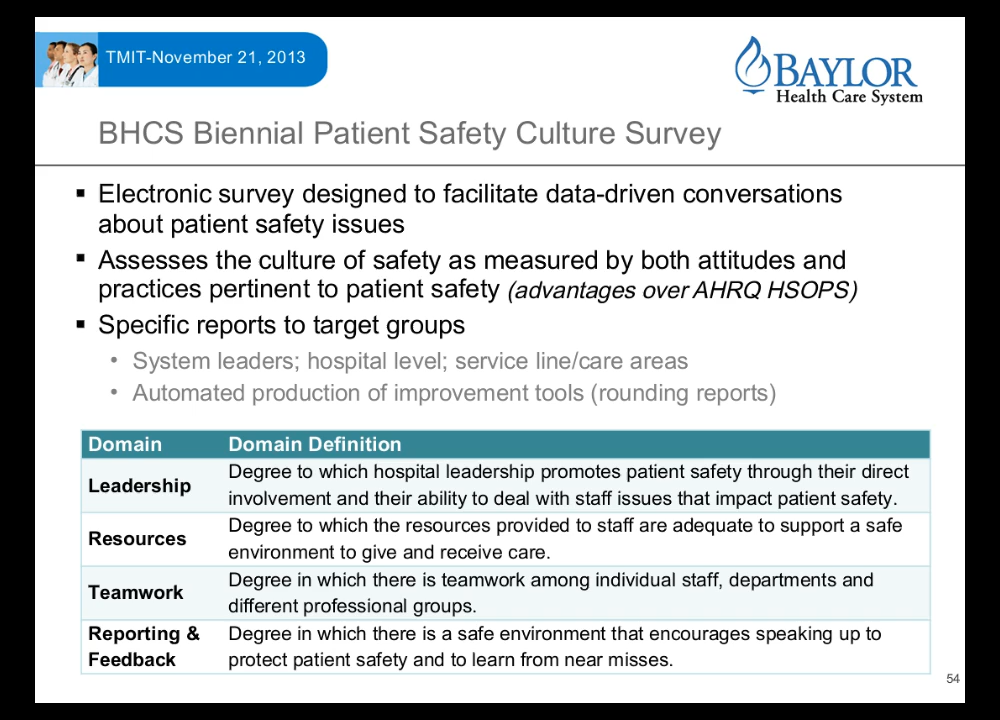 TMIT-November 21, 2013
BAYLOR
Health Care System
BHCS Biennial Patient Safety Culture Survey
▪ Electronic survey designed to facilitate data-driven conversations
about patient safety issues
▪ Assesses the culture of safety as measured by both attitudes and
practices pertinent to patient safety (advantages over AHRQ HSOPS)
▪ Specific reports to target groups
• System leaders; hospital level; service line/care areas
• Automated production of improvement tools (rounding reports)
Domain Domain Definition
Leadership Degree to which hospital leadership promotes patient safety through their direct
involvement and their ability to deal with staff issues that impact patient safety.
Resources Degree to which the resources provided to staff are adequate to support a safe
environment to give and receive care.
Teamwork Degree in which there is teamwork among individual staff, departments and
different professional groups.
Reporting & Degree in which there is a safe environment that encourages speaking up to
Feedback protect patient safety and to learn from near misses.
54